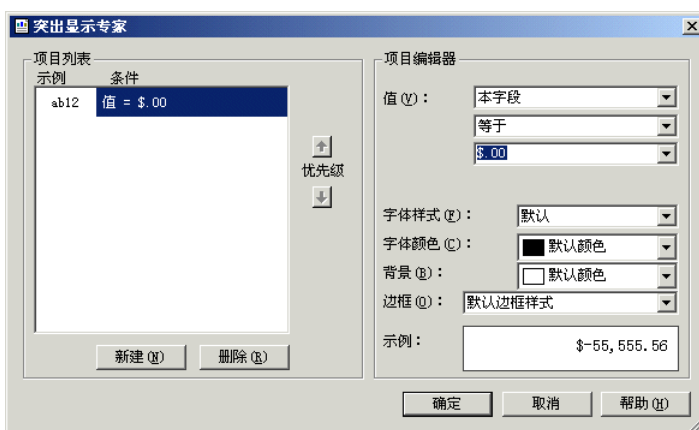 突出显示专家
项目列表
示例 条件
ab12 值 = $.00
优先级
新建(N) 删除(R)
项目编辑器
值(V)： 本字段
等于
$.00
字体样式(F)： 默认
字体颜色(C)： 默认颜色
背景(B)： 默认颜色
边框(O)： 默认边框样式
示例： $-55,555.56
确定 取消 帮助(H)